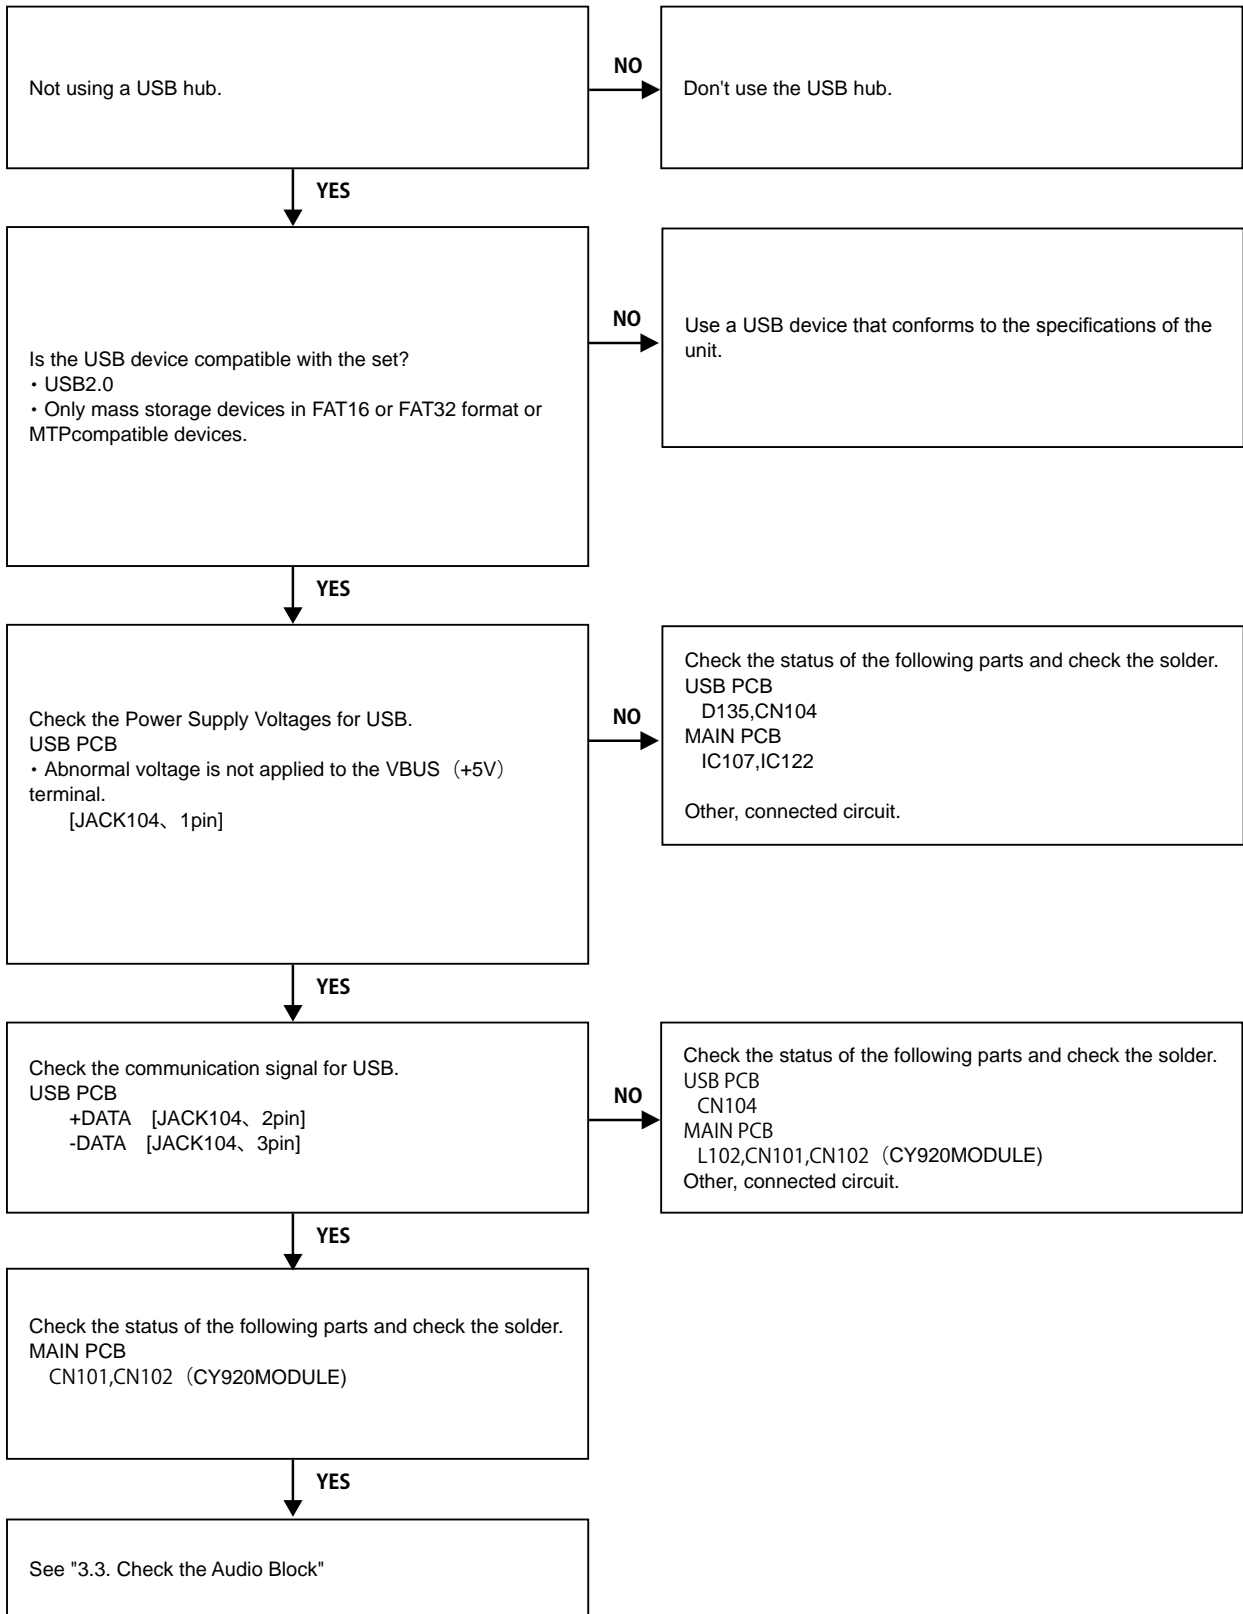 Not using a USB hub.
NO
Don't use the USB hub.
YES
Is the USB device compatible with the set?
・USB2.0
・Only mass storage devices in FAT16 or FAT32 format or
MTPcompatible devices.
NO
Use a USB device that conforms to the specifications of the
unit.
YES
Check the Power Supply Voltages for USB.
USB PCB
・Abnormal voltage is not applied to the VBUS（+5V）
terminal.
[JACK104、1pin]
NO
Check the status of the following parts and check the solder.
USB PCB
D135,CN104
MAIN PCB
IC107,IC122
Other, connected circuit.
YES
Check the communication signal for USB.
USB PCB
+DATA [JACK104、2pin]
-DATA [JACK104、3pin]
NO
Check the status of the following parts and check the solder.
USB PCB
CN104
MAIN PCB
L102,CN101,CN102（CY920MODULE)
Other, connected circuit.
YES
Check the status of the following parts and check the solder.
MAIN PCB
CN101,CN102（CY920MODULE)
YES
See "3.3. Check the Audio Block"